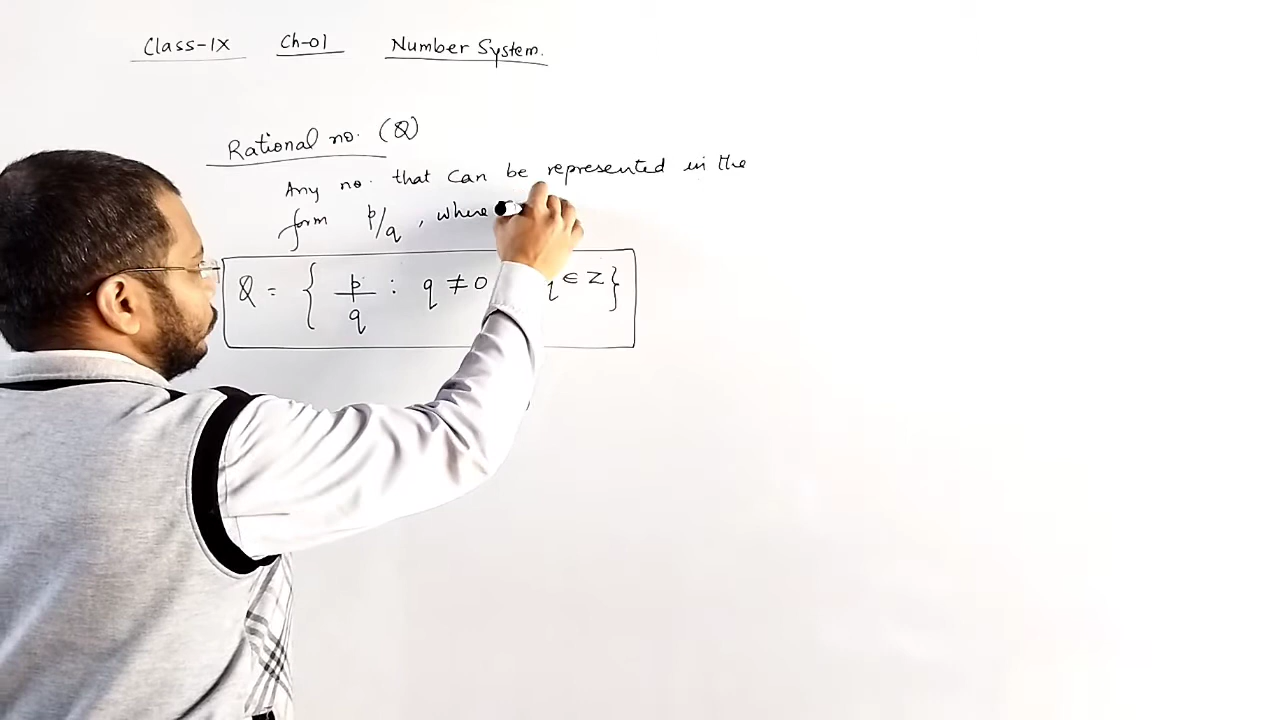 Class-IX Ch-01 Number System.
Rational no. (Q)
Any no. that can be represented in the
form p/q , where
Q = { p/q : q ≠ 0 q ∈ Z }